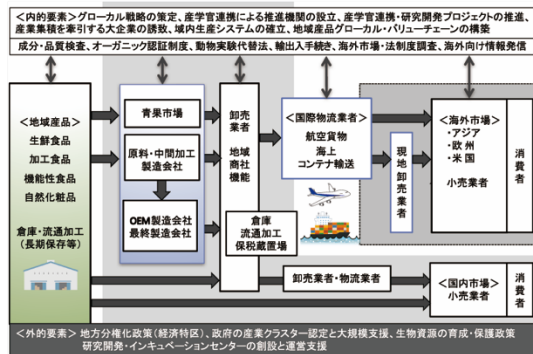 ＜内的要素＞グローカル戦略の策定、産学官連携による推進機関の設立、産学官連携・研究開発プロジェクトの推進、
産業集積を牽引する大企業の誘致、域内生産システムの確立、地域産品グローカル・バリューチェーンの構築
成分・品質検査、オーガニック認証制度、動物実験代替法、輸出入手続き、海外市場・法制度調査、海外向け情報発信
＜地域産品＞
生鮮食品
加工食品
機能性食品
自然化粧品
倉庫・流通加工
（長期保存等）
青果市場
原料・中間加工
製造会社
OEM製造会社
最終製造会社
卸売
業者
地域
商社
機能
倉庫
流通加工
保税蔵置場
＜国際物流業者＞
航空貨物
海上
コンテナ輸送
現地卸売業者
＜海外市場＞
・アジア
・欧 州
・米 国
小売業者
消費者
卸売業者・物流業者
＜国内市場＞
小売業者
消費者
＜外的要素＞ 地方分権化政策（経済特区）、政府の産業クラスター認定と大規模支援、生物資源の育成・保護政策
研究開発・インキュベーションセンターの創設と運営支援